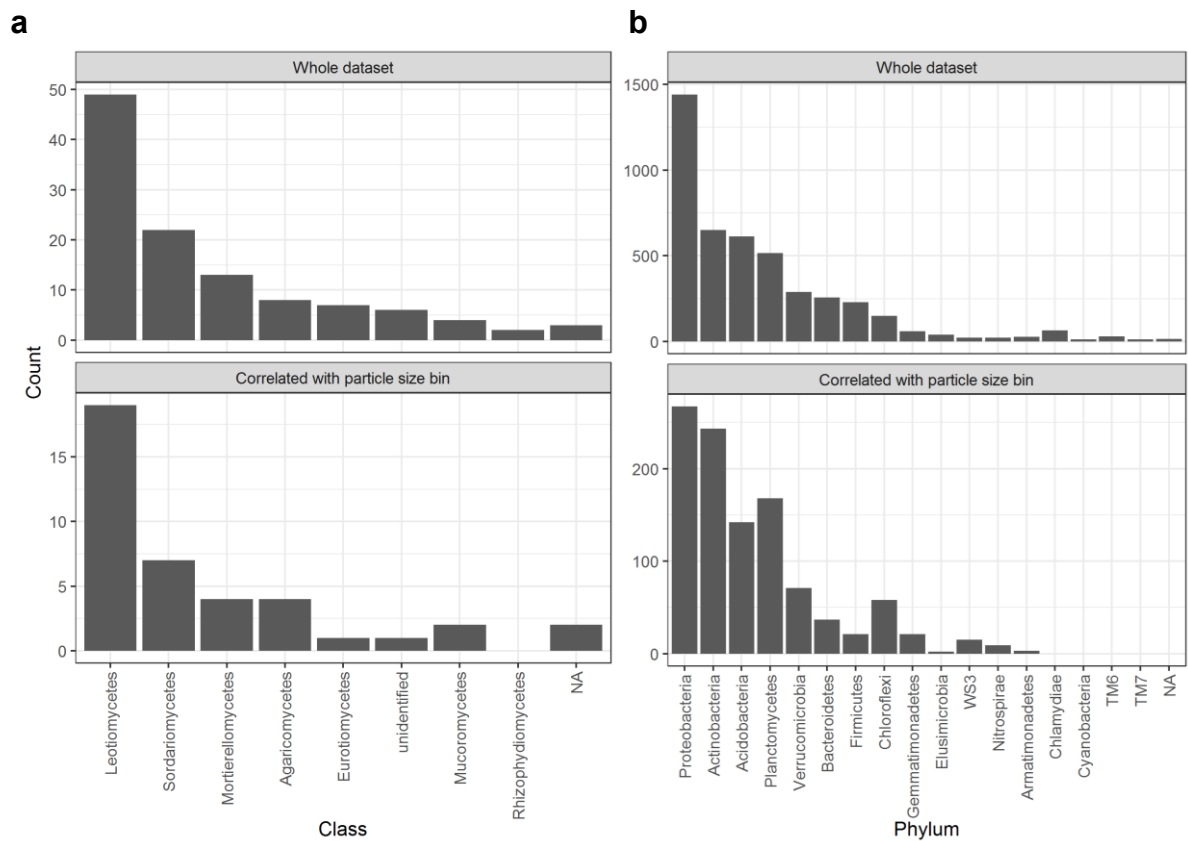 a
Whole dataset
50
40
30
20
10
0
Correlated with particle size bin
15
10
5
0
Count
Leotiomycetes
Sordariomycetes
Mortierellomycetes
Agaricomycetes
Eurotiomycetes
unidentified
Mucoromycetes
Rhizophydiomycetes
NA
Class
b
Whole dataset
1500
1000
500
0
Correlated with particle size bin
200
100
0
Proteobacteria
Actinobacteria
Acidobacteria
Planctomycetes
Verrucomicrobia
Bacteroidetes
Firmicutes
Chloroflexi
Gemmatimonadetes
Elusimicrobia
WS3
Nitrospirae
Armatimonadetes
Chlamydiae
Cyanobacteria
TM6
TM7
NA
Phylum